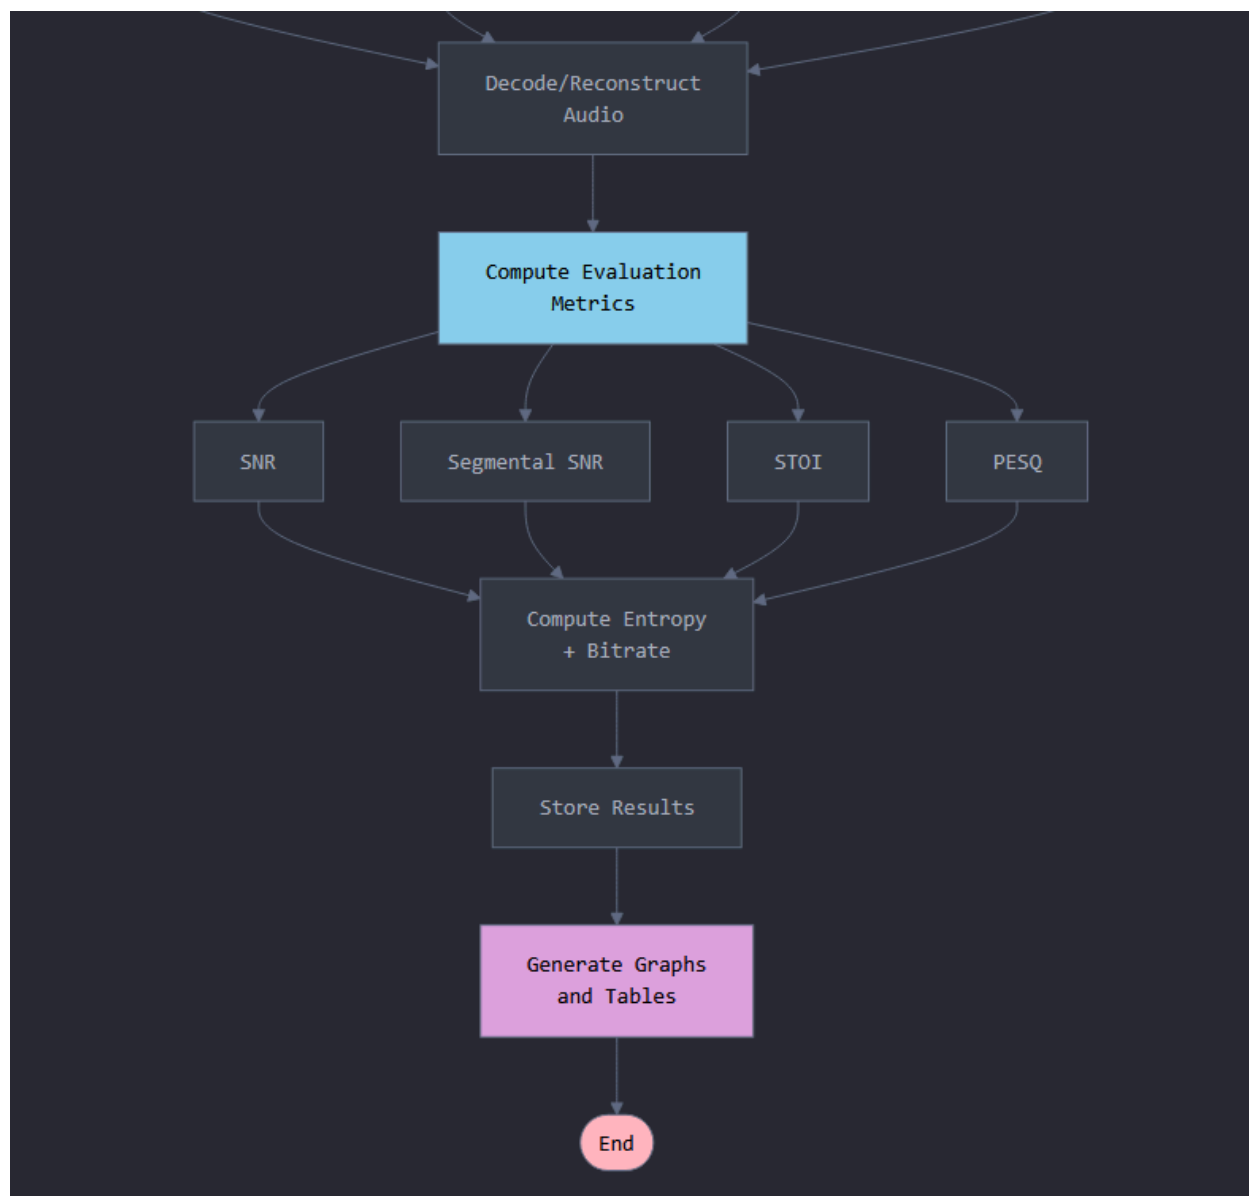 Decode/Reconstruct
Audio
Compute Evaluation
Metrics
SNR
Segmental SNR
STOI
PESQ
Compute Entropy
+ Bitrate
Store Results
Generate Graphs
and Tables
End